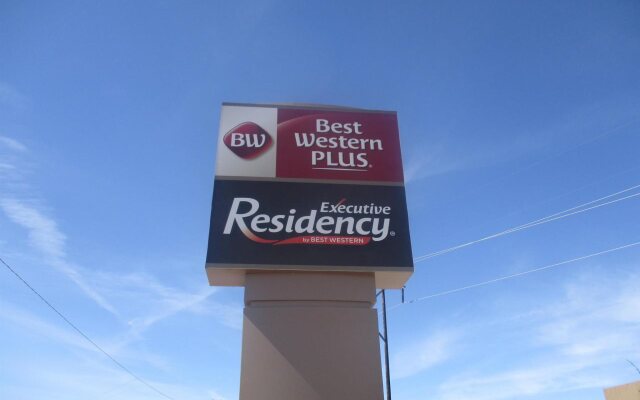 BW
Best
Western
PLUS®
Executive
Residency®
by BEST WESTERN